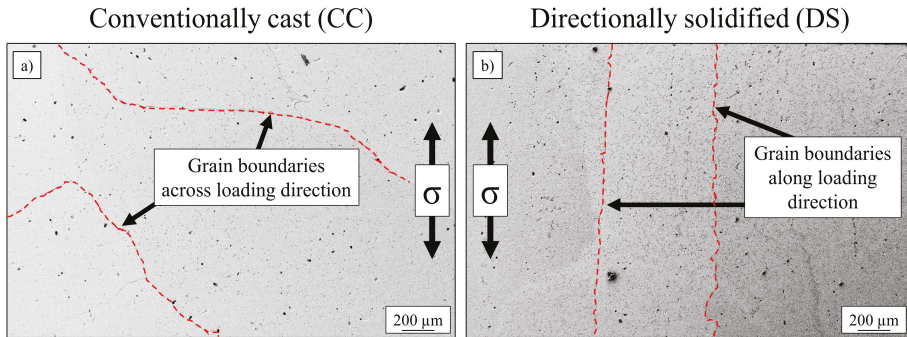 Conventionally cast (CC)
Directionally solidified (DS)
a)
Grain boundaries
across loading direction
σ
200 µm
b)
σ
Grain boundaries
along loading
direction
200 µm